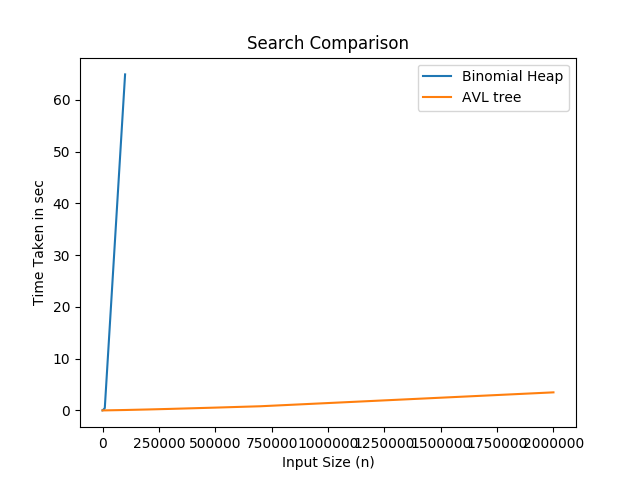 Search Comparison
Binomial Heap
AVL tree
Time Taken in sec
60
50
40
30
20
10
0
0 250000 500000 750000 1000000 1250000 1500000 1750000 2000000
Input Size (n)